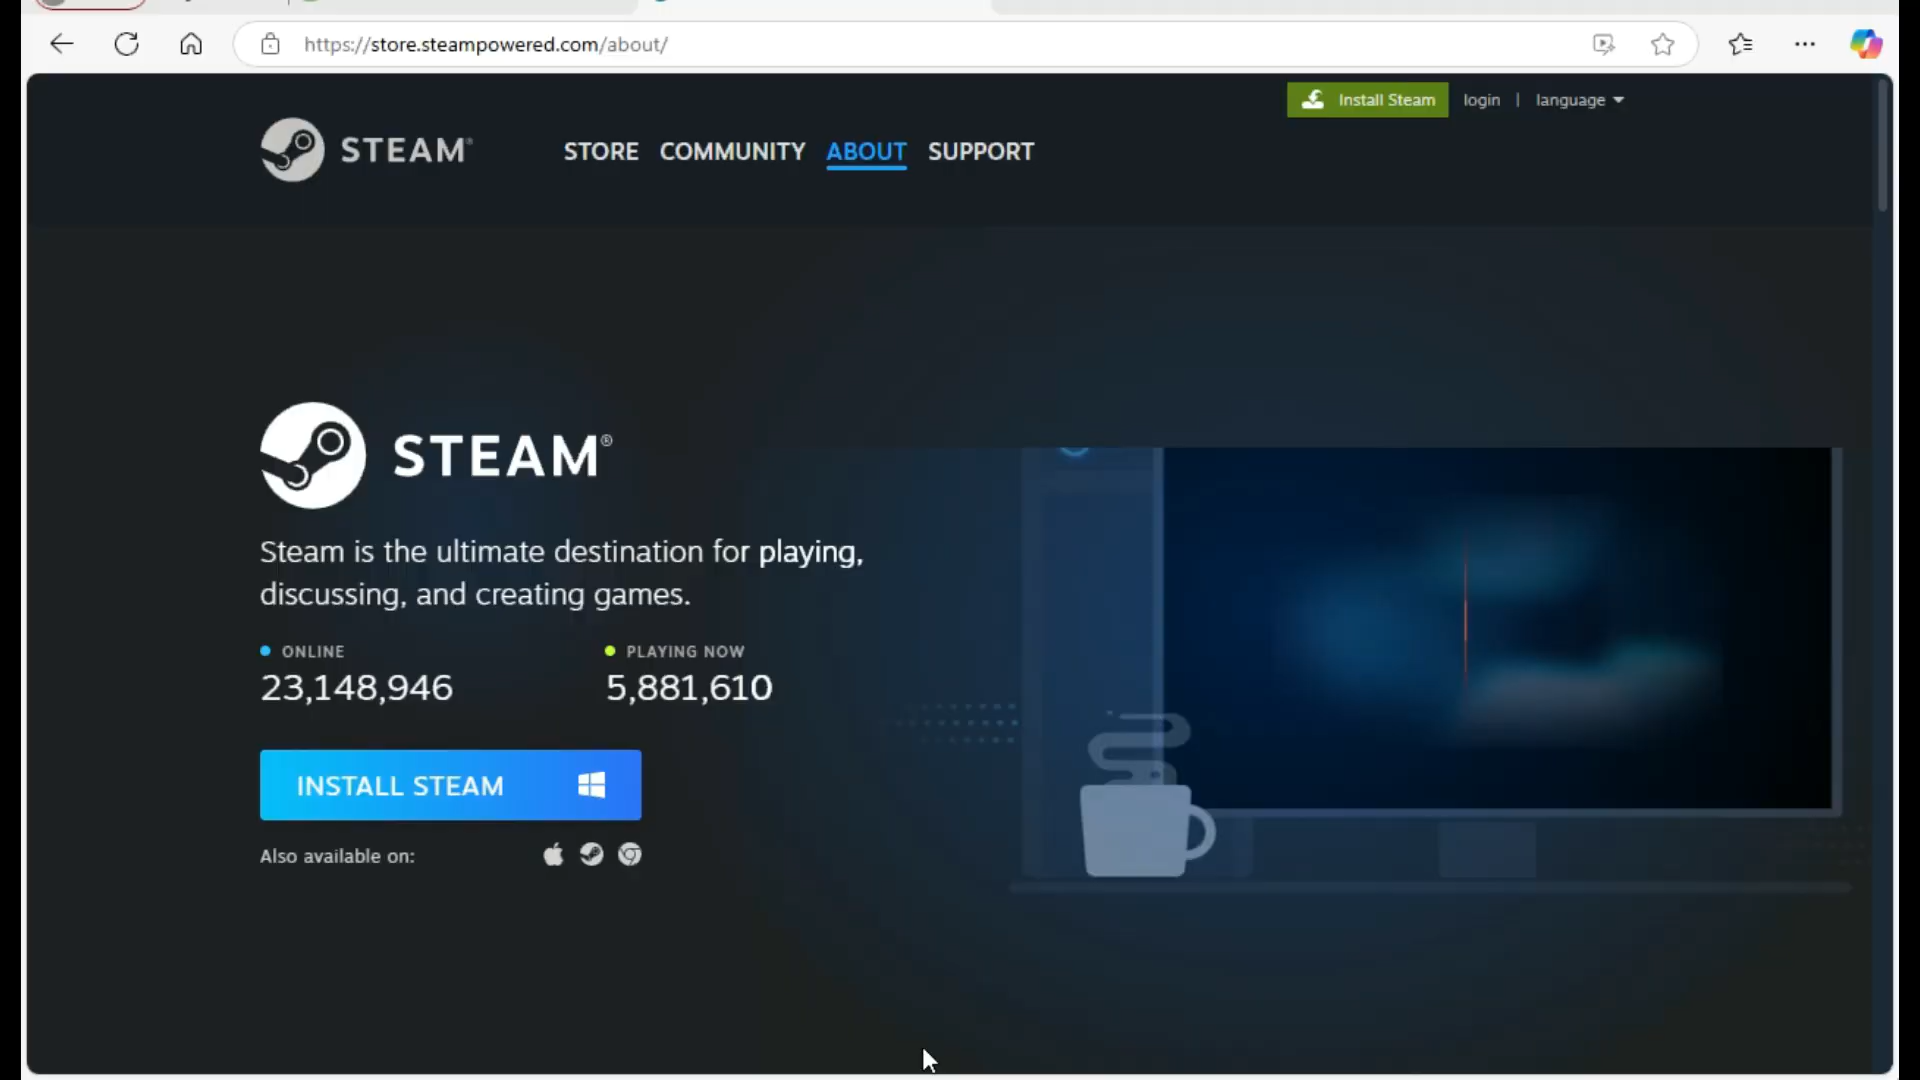 https://store.steampowered.com/about/
Install Steam login | language
STEAM®
STORE COMMUNITY ABOUT SUPPORT
STEAM®
Steam is the ultimate destination for playing,
discussing, and creating games.
ONLINE
23,148,946
PLAYING NOW
5,881,610
INSTALL STEAM
Also available on: